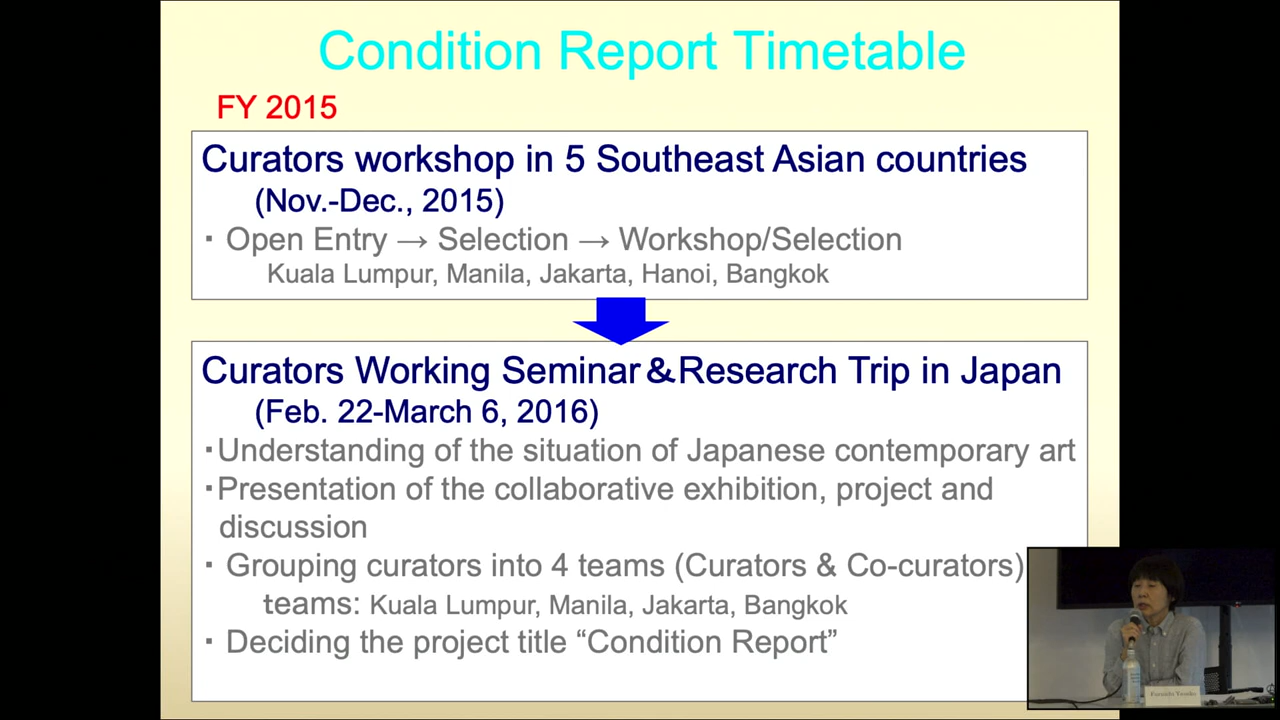 Condition Report Timetable
FY 2015
Curators workshop in 5 Southeast Asian countries
(Nov.-Dec., 2015)
・Open Entry → Selection → Workshop/Selection
Kuala Lumpur, Manila, Jakarta, Hanoi, Bangkok
Curators Working Seminar＆Research Trip in Japan
(Feb. 22-March 6, 2016)
・Understanding of the situation of Japanese contemporary art
・Presentation of the collaborative exhibition, project and
discussion
・Grouping curators into 4 teams (Curators & Co-curators)
teams: Kuala Lumpur, Manila, Jakarta, Bangkok
・Deciding the project title “Condition Report”